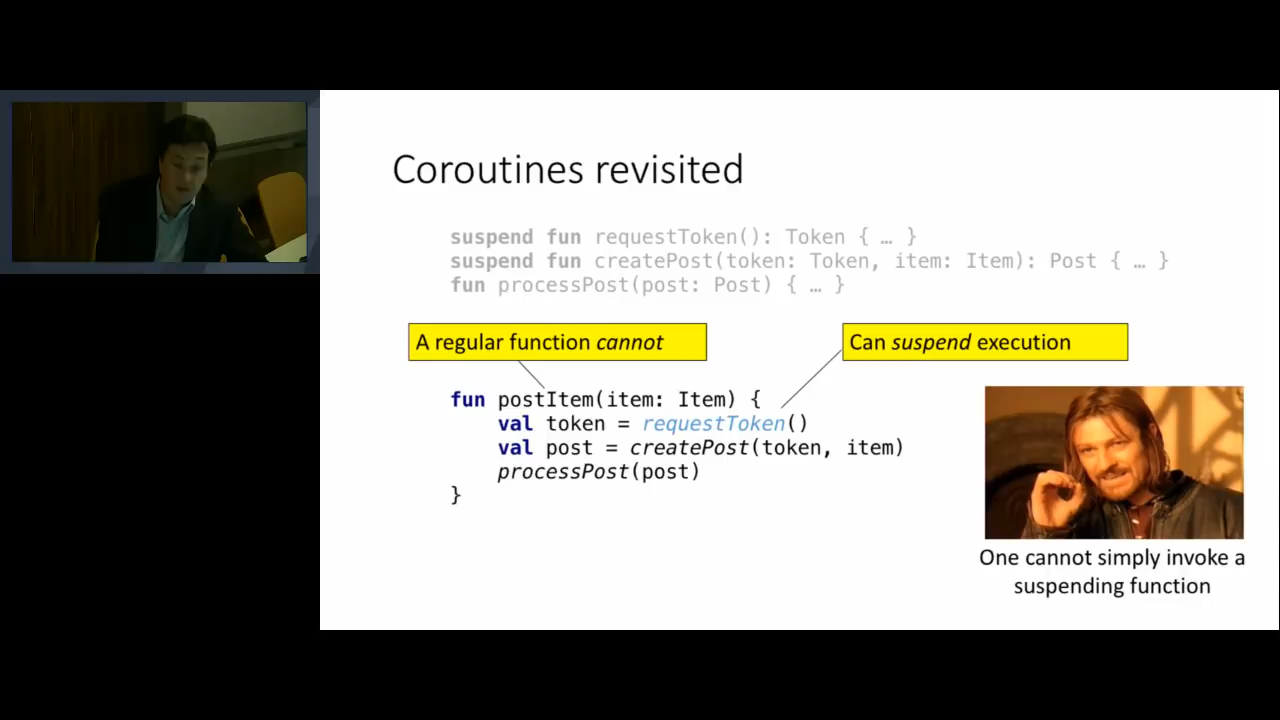 Coroutines revisited
suspend fun requestToken(): Token { … }
suspend fun createPost(token: Token, item: Item): Post { … }
fun processPost(post: Post) { … }
A regular function cannot
Can suspend execution
fun postItem(item: Item) {
val token = requestToken()
val post = createPost(token, item)
processPost(post)
}
One cannot simply invoke a
suspending function